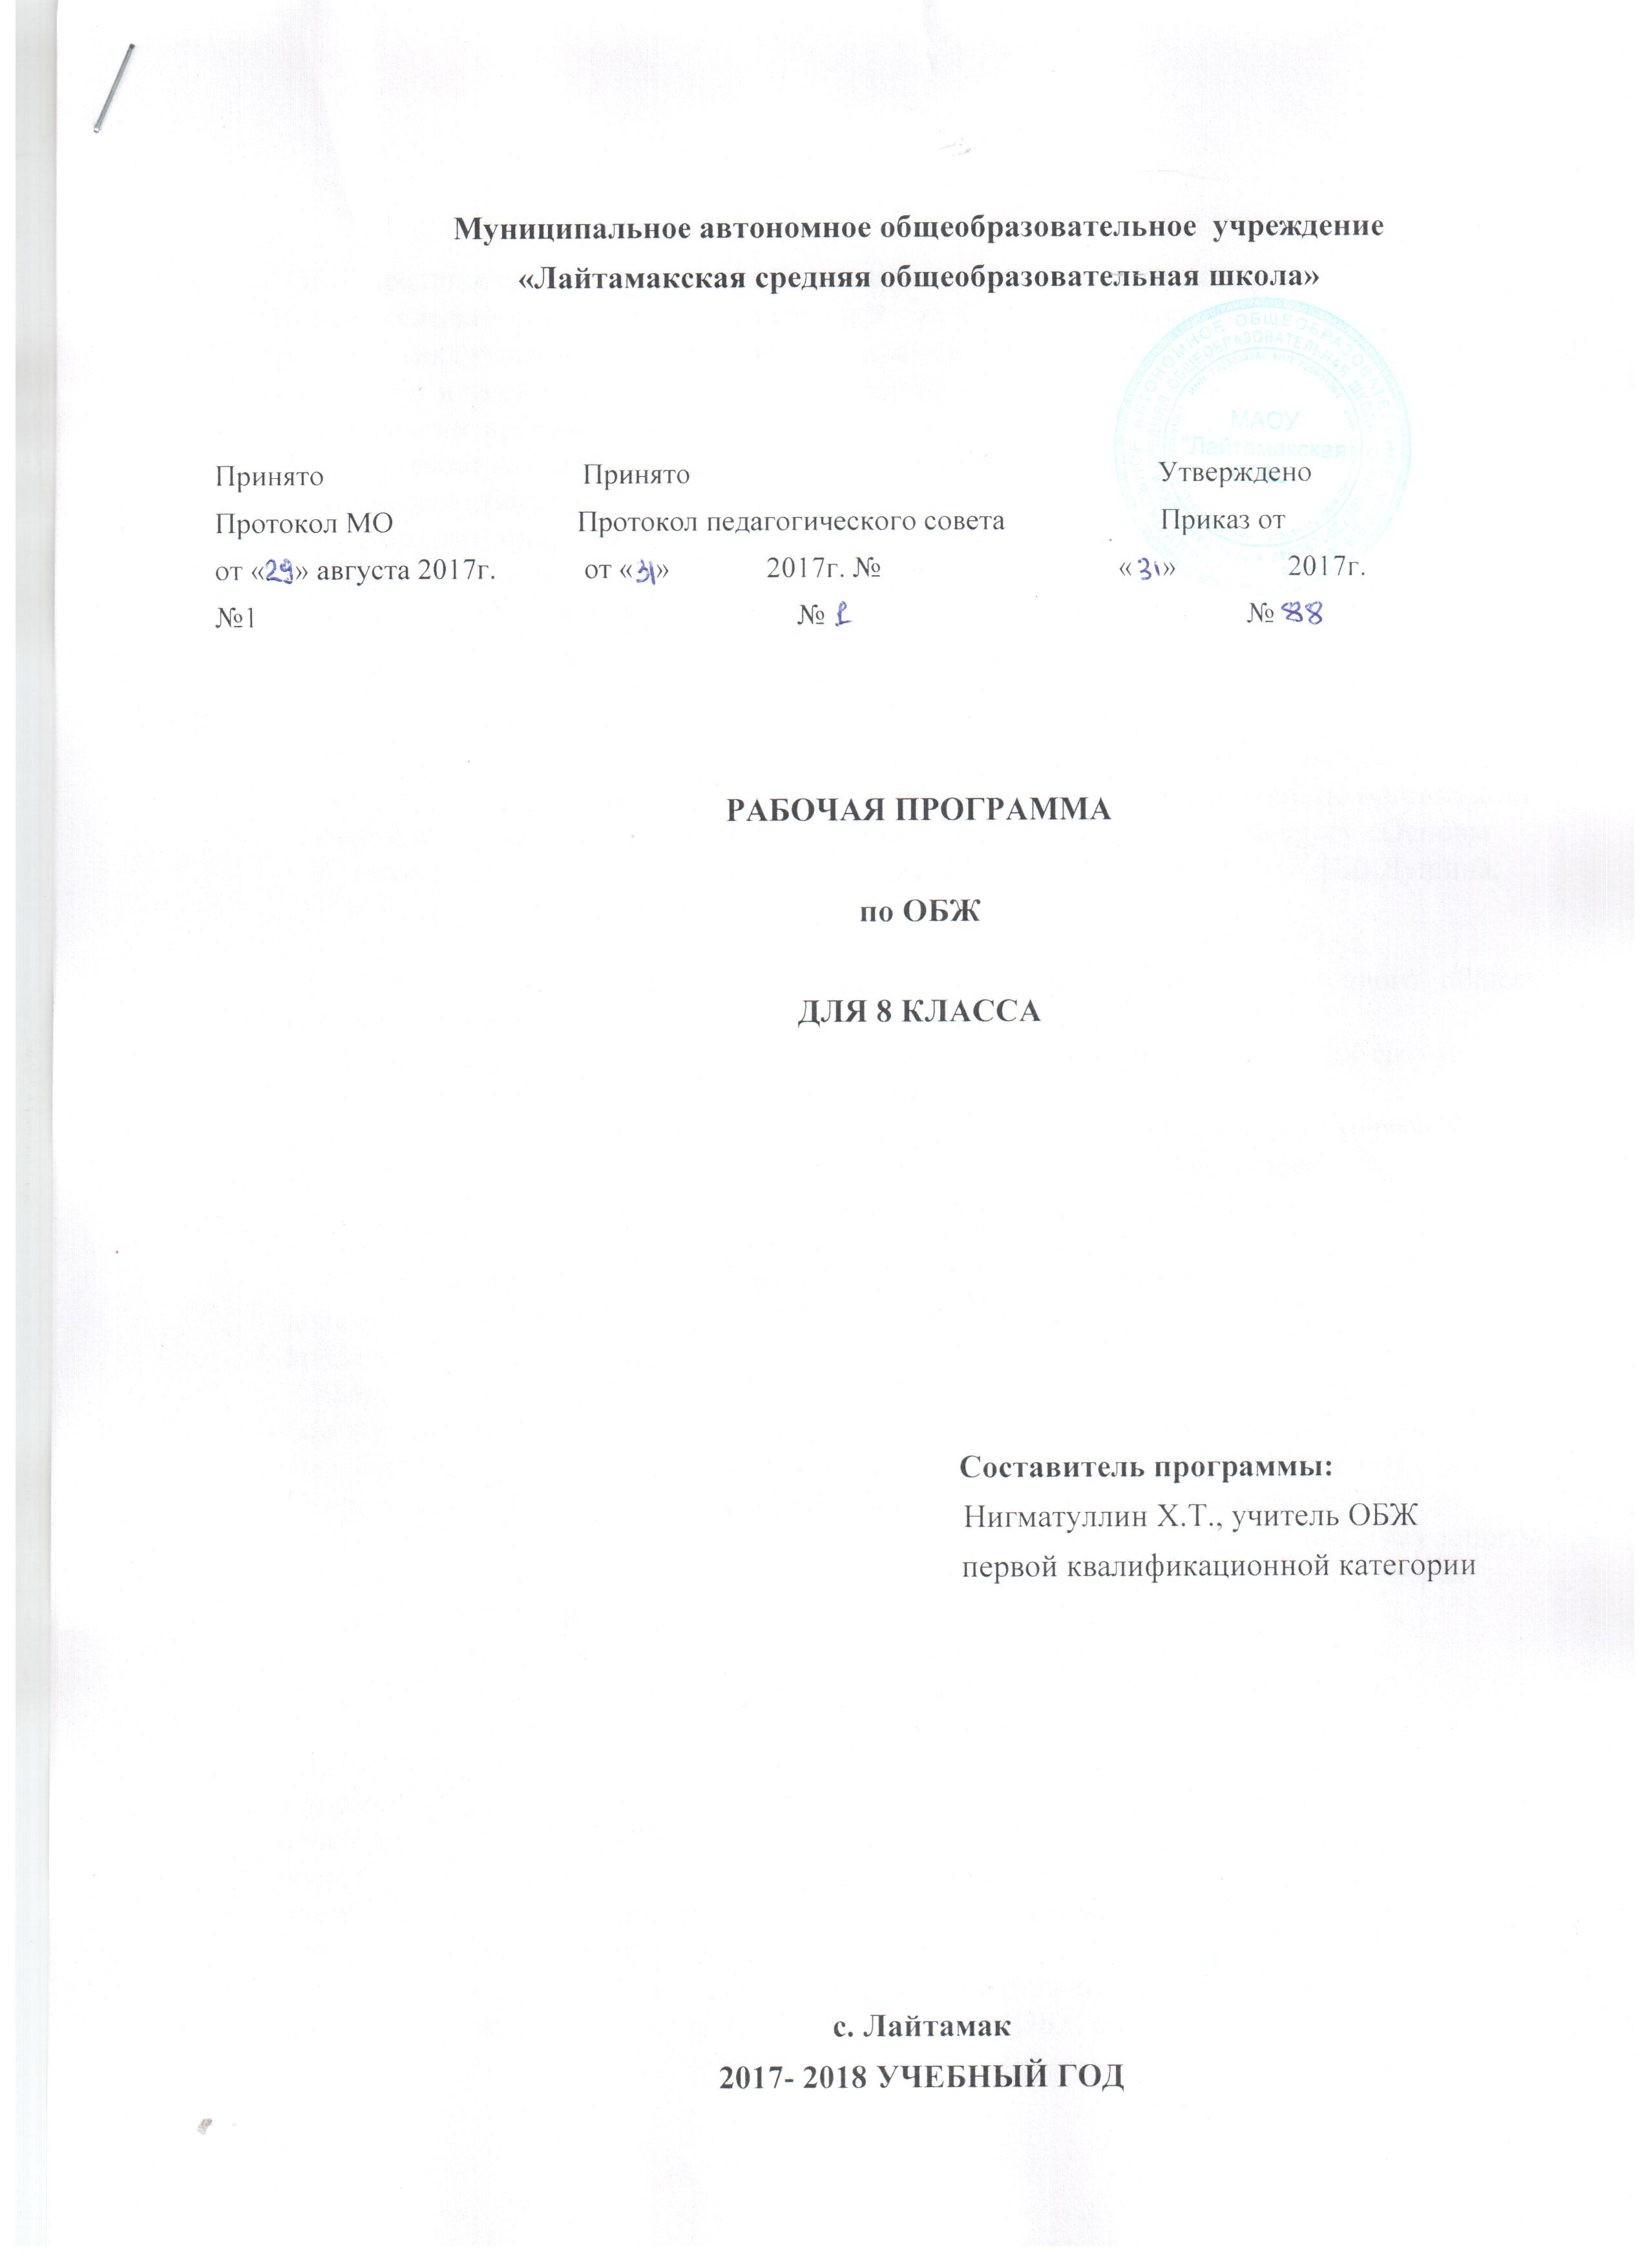 Муниципальное автономное общеобразовательное учреждение
«Лайтамакская средняя общеобразовательная школа»
МАОУ
"Лайтамакская
Принято Принято Утверждено
Протокол МО Протокол педагогического совета Приказ от
от «29» августа 2017г. от «31» 2017г. № «31» 2017г.
№1 № 1 № 88
РАБОЧАЯ ПРОГРАММА
по ОБЖ
ДЛЯ 8 КЛАССА
Составитель программы:
Нигматуллин Х.Т., учитель ОБЖ
первой квалификационной категории
с. Лайтамак
2017- 2018 УЧЕБНЫЙ ГОД